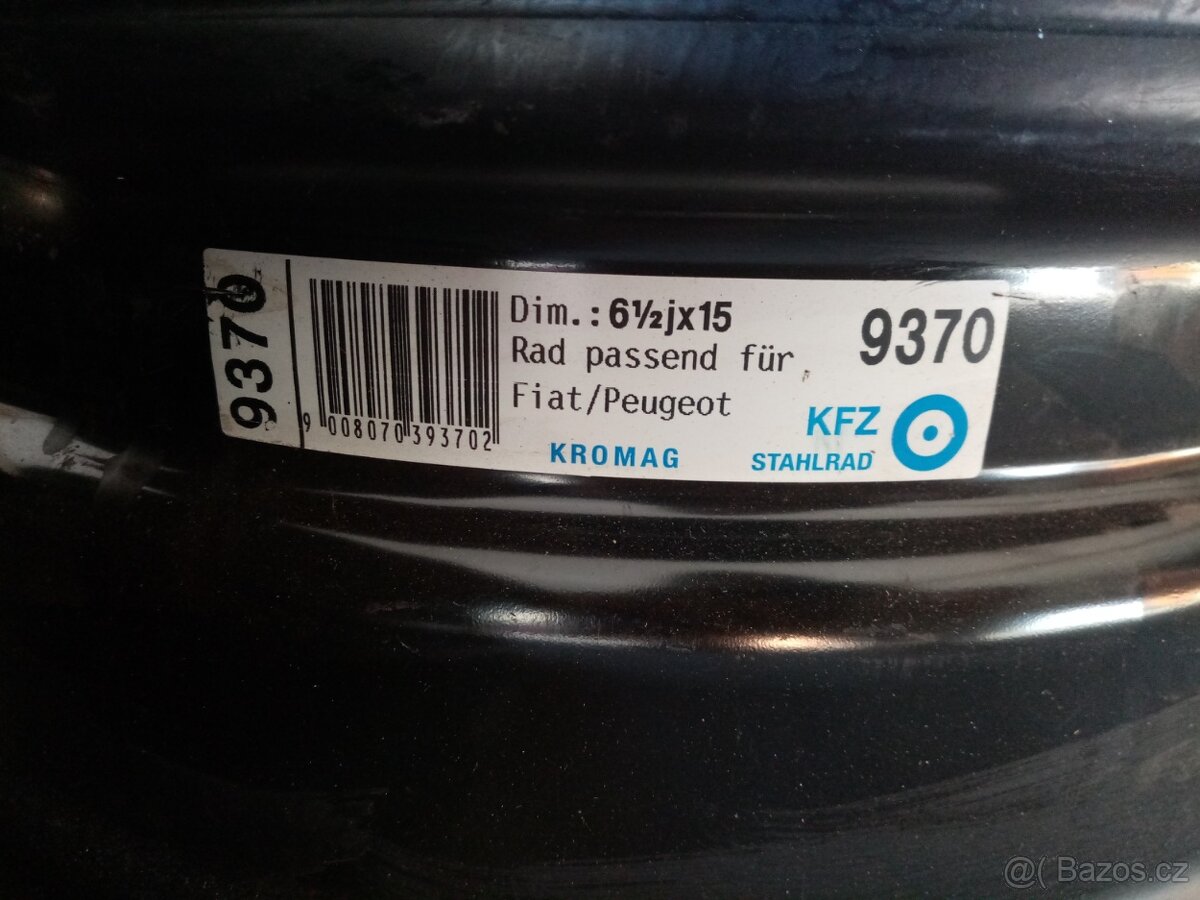 9370
Dim.: 6½jx15
Rad passend für
Fiat/Peugeot
9370
9 008070 393702
KROMAG
KFZ
STAHLRAD
@( Bazos.cz